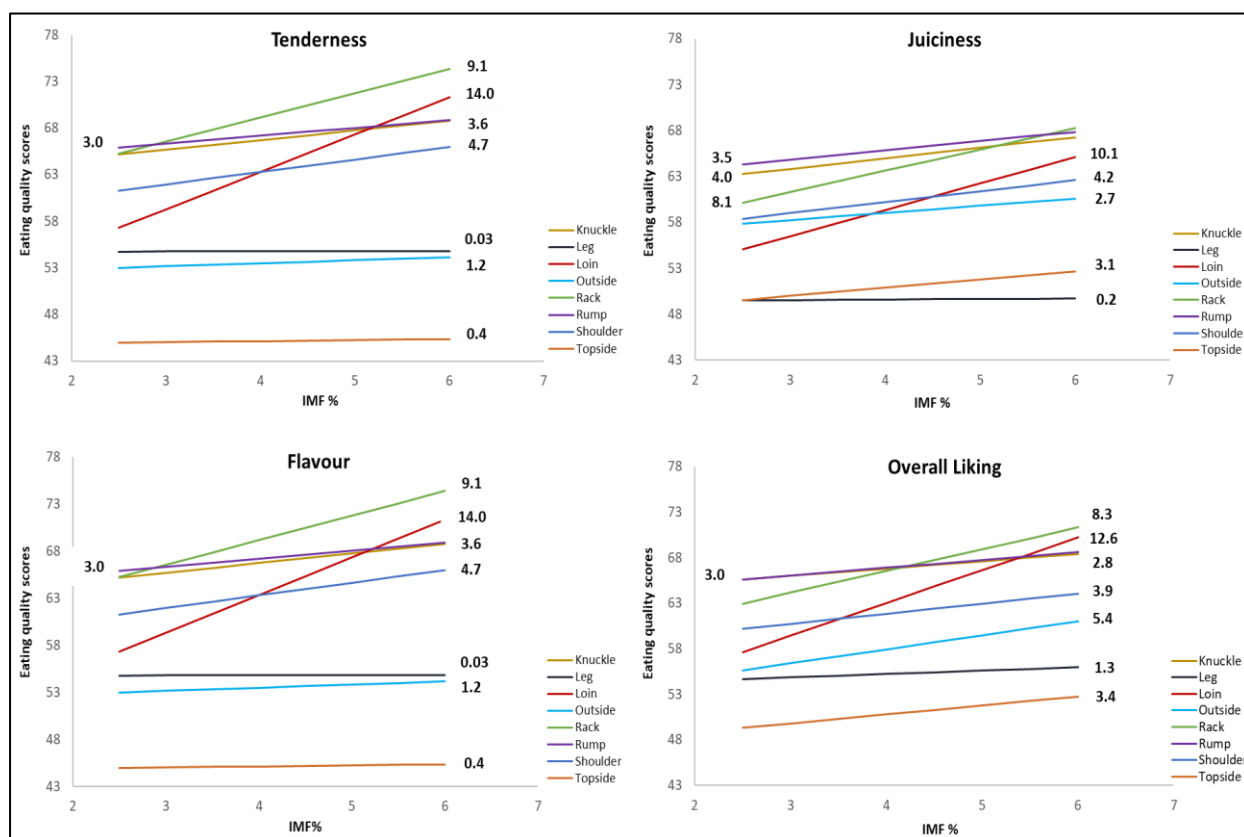 Tenderness
Eating quality scores
78
73
68
63
58
53
48
43
2 3 4 5 6 7
IMF %
3.0
9.1
14.0
3.6
4.7
0.03
1.2
0.4
Knuckle
Leg
Loin
Outside
Rack
Rump
Shoulder
Topside
Juiciness
Eating quality scores
78
73
68
63
58
53
48
43
2 3 4 5 6 7
IMF %
3.5
4.0
8.1
10.1
4.2
2.7
3.1
0.2
Knuckle
Leg
Loin
Outside
Rack
Rump
Shoulder
Topside
Flavour
Eating quality scores
78
73
68
63
58
53
48
43
2 3 4 5 6 7
IMF%
3.0
9.1
14.0
3.6
4.7
0.03
1.2
0.4
Knuckle
Leg
Loin
Outside
Rack
Rump
Shoulder
Topside
Overall Liking
Eating quality scores
78
73
68
63
58
53
48
43
2 3 4 5 6 7
IMF %
3.0
8.3
12.6
2.8
3.9
5.4
1.3
3.4
Knuckle
Leg
Loin
Outside
Rack
Rump
Shoulder
Topside